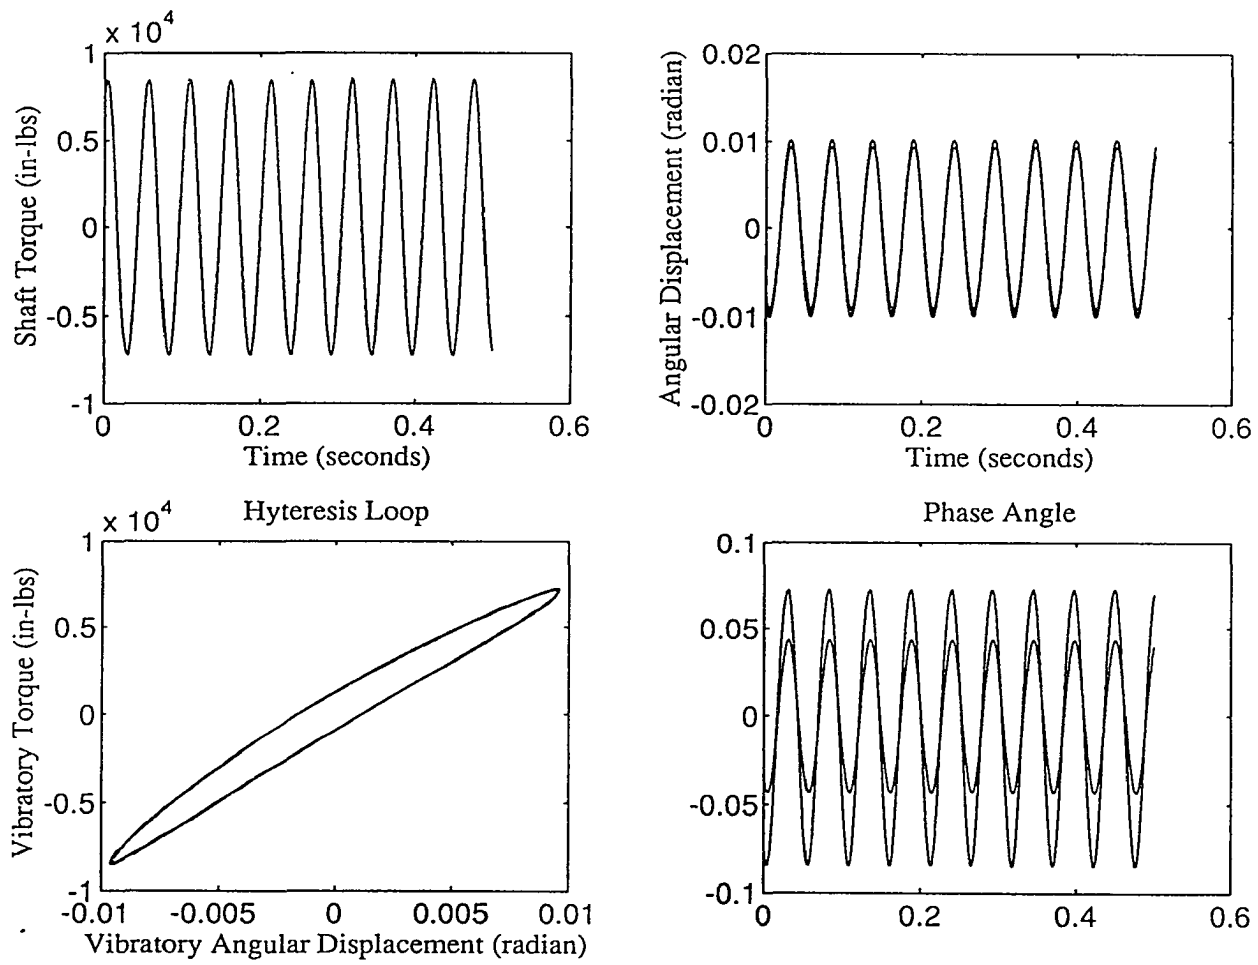 x 10^4
1
0.5
0
-0.5
-1
Shaft Torque (in-lbs)
0 0.2 0.4 0.6
Time (seconds)
0.02
0.01
0
-0.01
-0.02
Angular Displacement (radian)
0 0.2 0.4 0.6
Time (seconds)
x 10^4
Hyteresis Loop
1
0.5
0
-0.5
-1
Vibratory Torque (in-lbs)
-0.01 -0.005 0 0.005 0.01
Vibratory Angular Displacement (radian)
Phase Angle
0.1
0.05
0
-0.05
-0.1
0 0.2 0.4 0.6